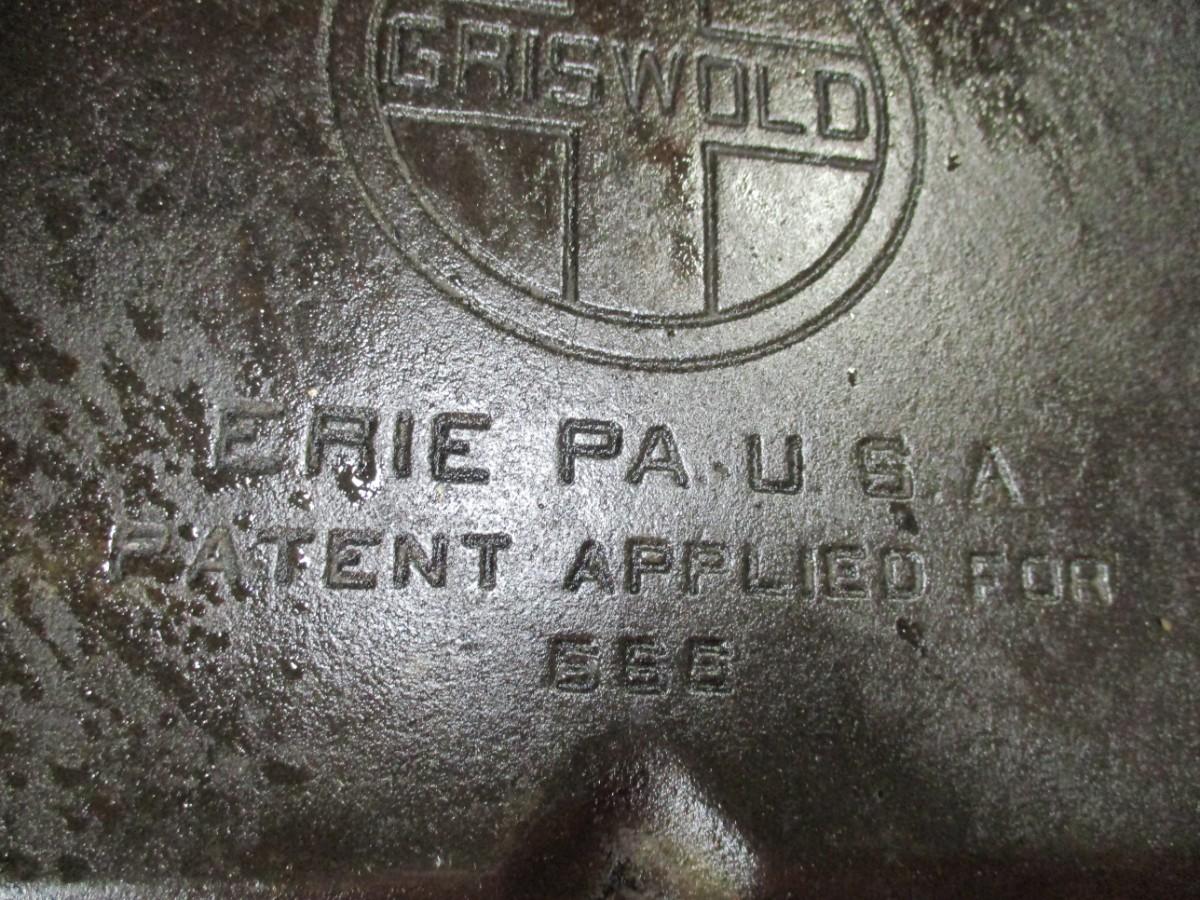 GRISWOLD
ERIE PA. U.S.A.
PATENT APPLIED FOR
666